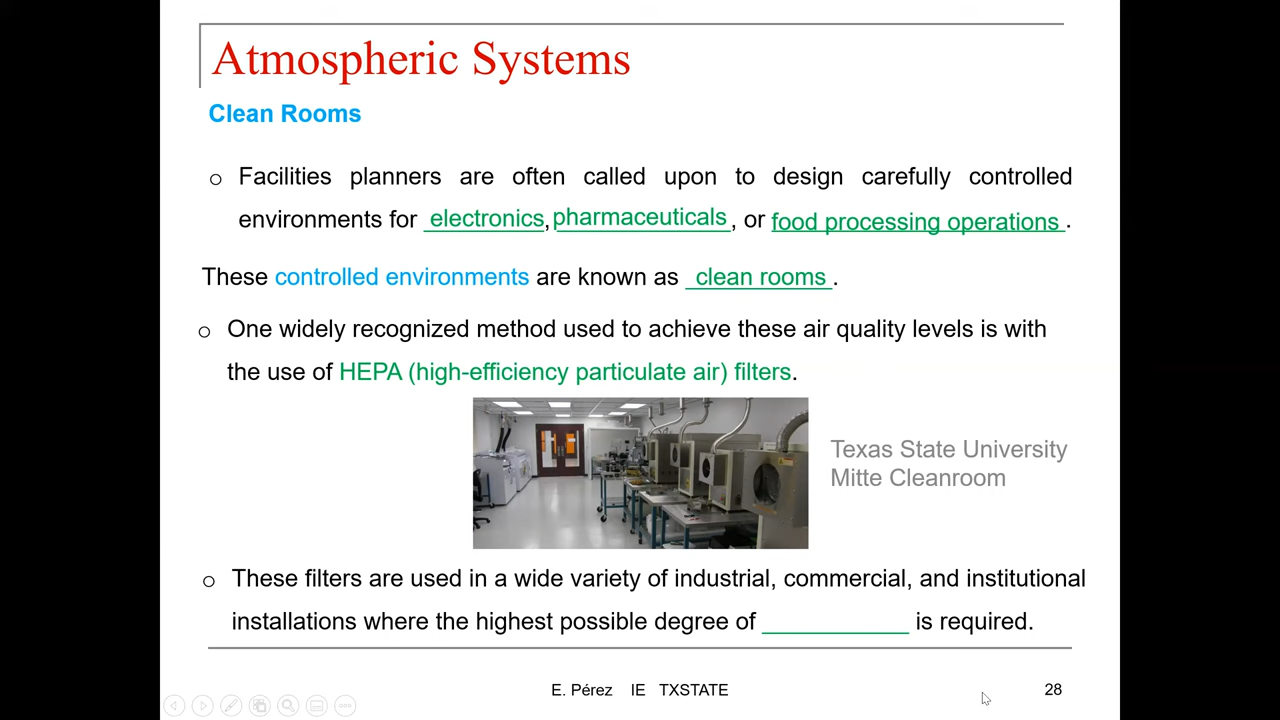 Atmospheric Systems
Clean Rooms
Facilities planners are often called upon to design carefully controlled
environments for electronics, pharmaceuticals, or food processing operations.
These controlled environments are known as clean rooms.
One widely recognized method used to achieve these air quality levels is with
the use of HEPA (high-efficiency particulate air) filters.
Texas State University
Mitte Cleanroom
These filters are used in a wide variety of industrial, commercial, and institutional
installations where the highest possible degree of ___________ is required.
E. Pérez IE TXSTATE
28